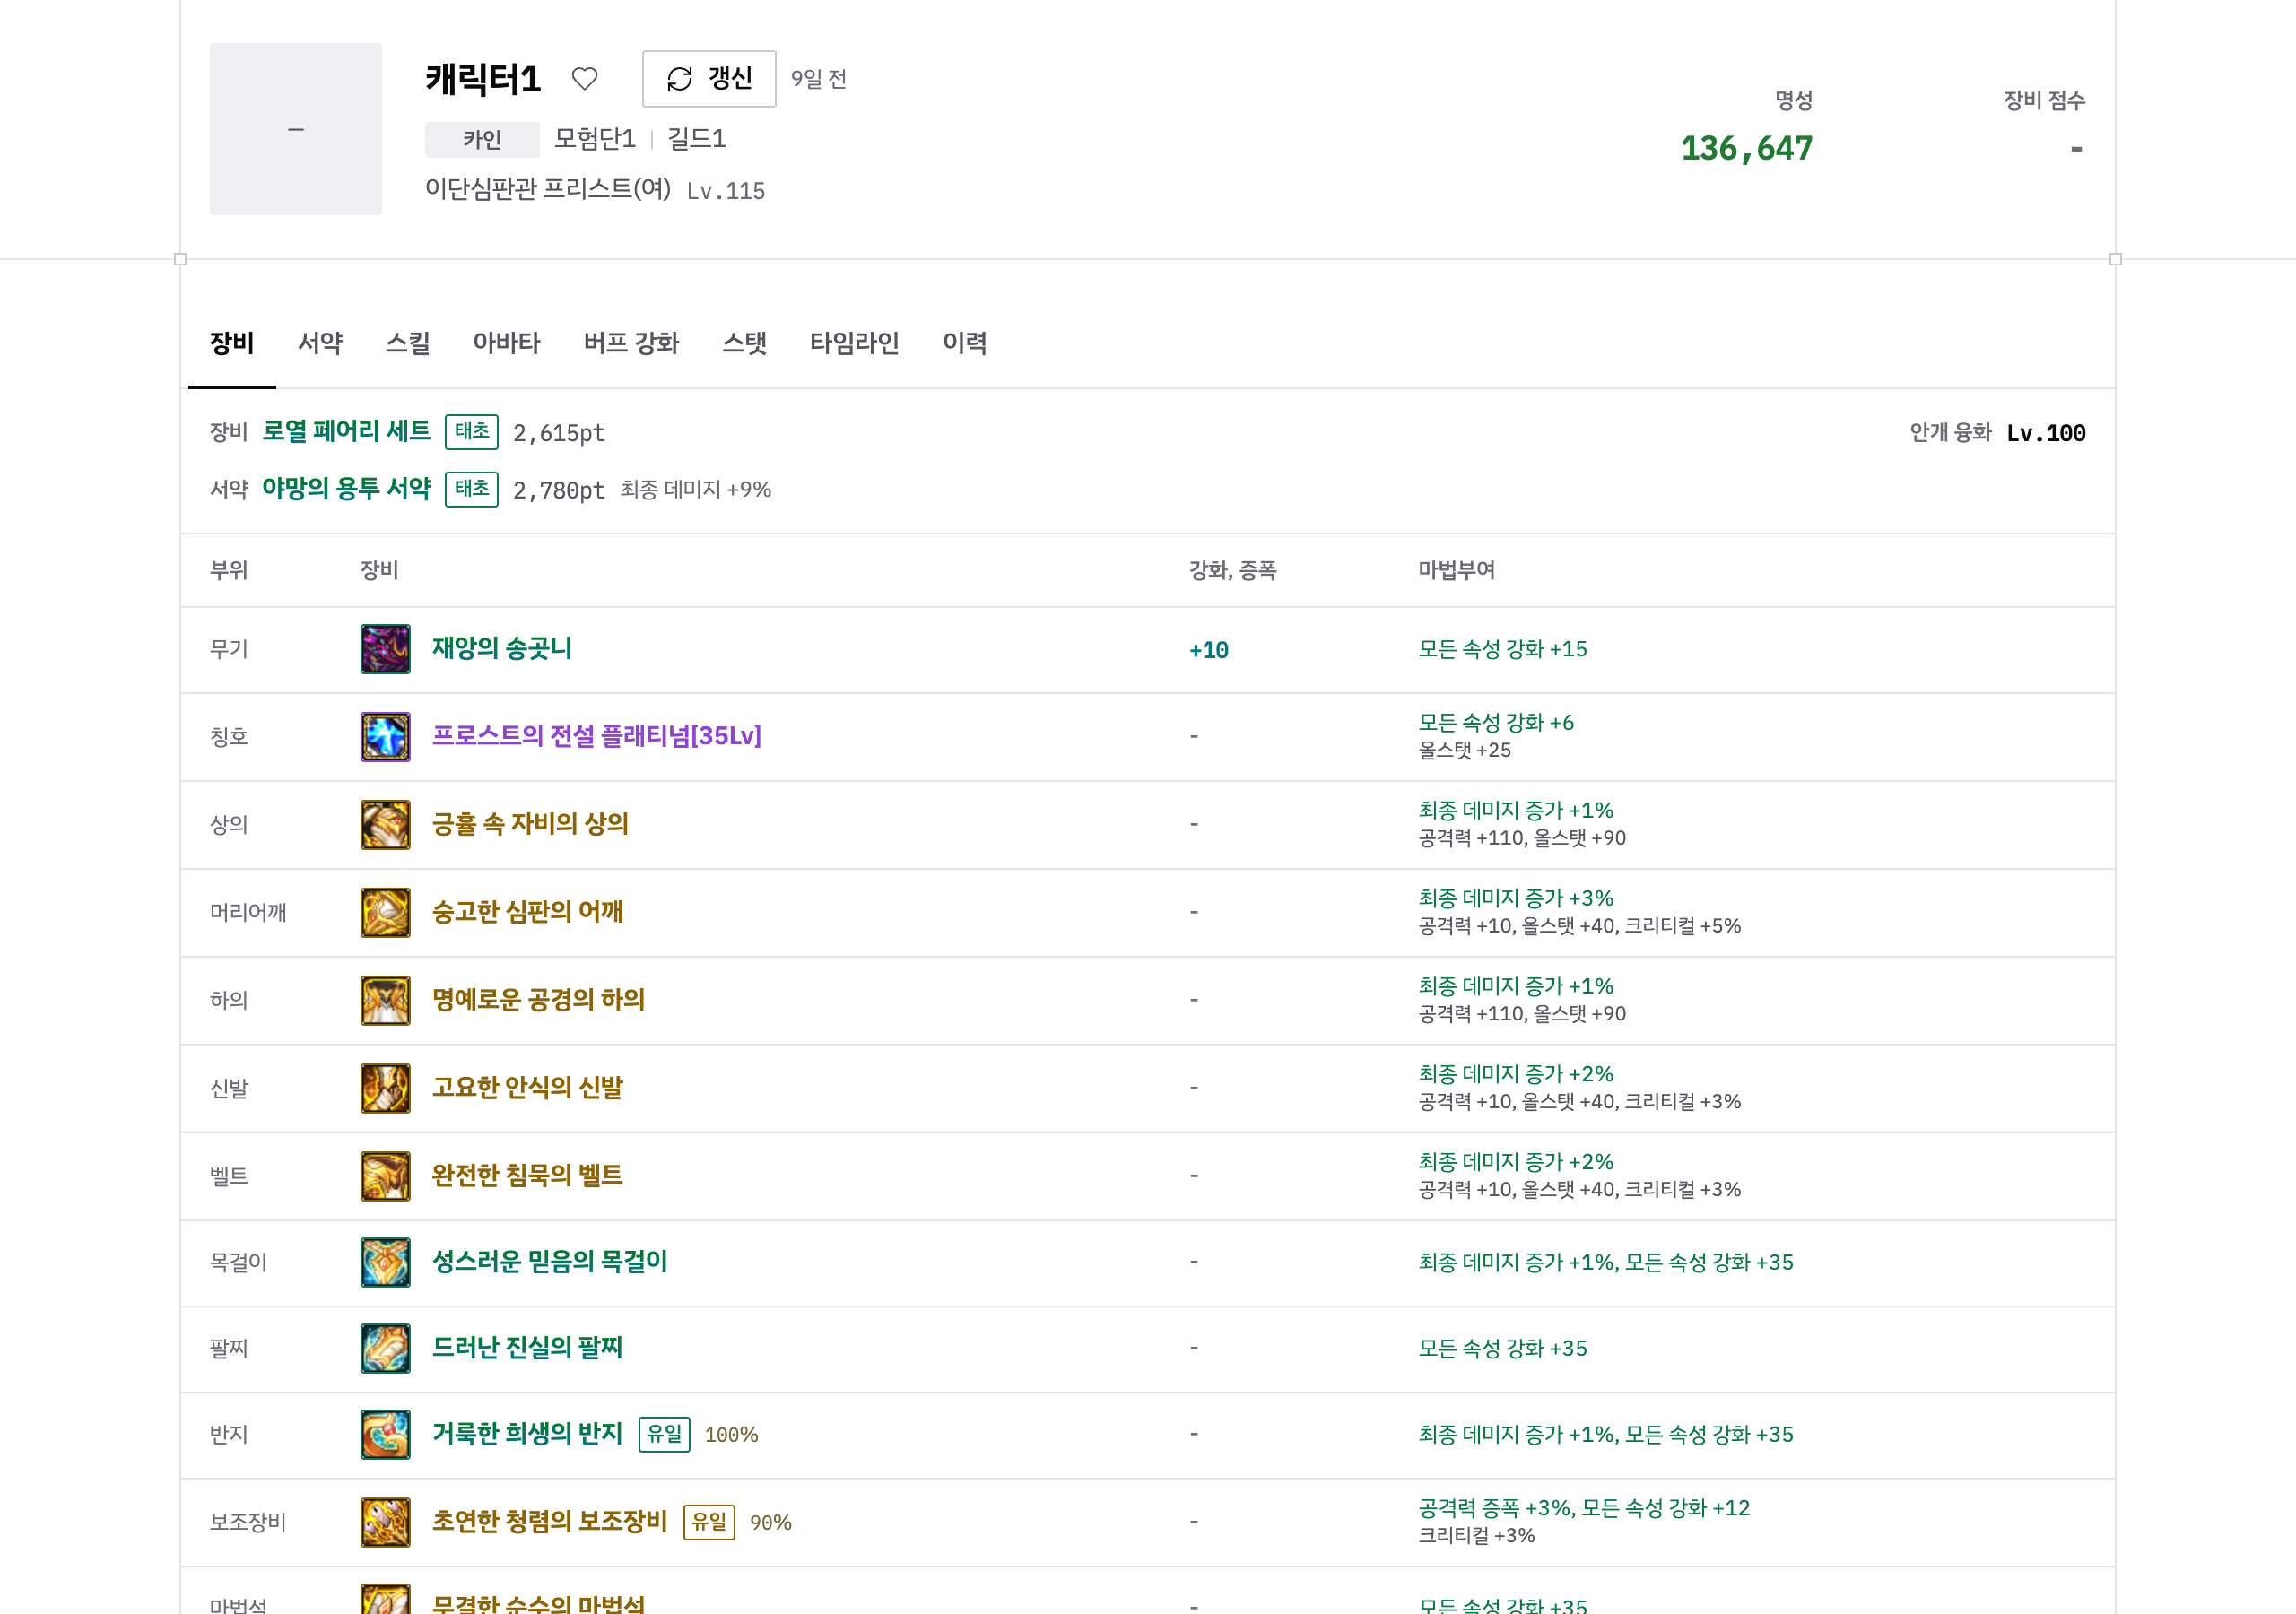 —
캐릭터1 갱신 9일 전
카인 모험단1 길드1
이단심판관 프리스트(여) Lv.115
명성 장비 점수
136,647 -
장비 서약 스킬 아바타 버프 강화 스탯 타임라인 이력
장비 로열 페어리 세트 태초 2,615pt 안개 융화 Lv.100
서약 야망의 용투 서약 태초 2,780pt 최종 데미지 +9%
부위 장비 강화, 증폭 마법부여
무기 재앙의 송곳니 +10 모든 속성 강화 +15
칭호 프로스트의 전설 플래티넘[35Lv] - 모든 속성 강화 +6
올스탯 +25
상의 긍휼 속 자비의 상의 - 최종 데미지 증가 +1%
공격력 +110, 올스탯 +90
머리어깨 숭고한 심판의 어깨 - 최종 데미지 증가 +3%
공격력 +10, 올스탯 +40, 크리티컬 +5%
하의 명예로운 공경의 하의 - 최종 데미지 증가 +1%
공격력 +110, 올스탯 +90
신발 고요한 안식의 신발 - 최종 데미지 증가 +2%
공격력 +10, 올스탯 +40, 크리티컬 +3%
벨트 완전한 침묵의 벨트 - 최종 데미지 증가 +2%
공격력 +10, 올스탯 +40, 크리티컬 +3%
목걸이 성스러운 믿음의 목걸이 - 최종 데미지 증가 +1%, 모든 속성 강화 +35
팔찌 드러난 진실의 팔찌 - 모든 속성 강화 +35
반지 거룩한 희생의 반지 유일 100% - 최종 데미지 증가 +1%, 모든 속성 강화 +35
보조장비 초연한 청렴의 보조장비 유일 90% - 공격력 증폭 +3%, 모든 속성 강화 +12
크리티컬 +3%
마법석 무결한 순수의 마법석 - 모든 속성 강화 +35